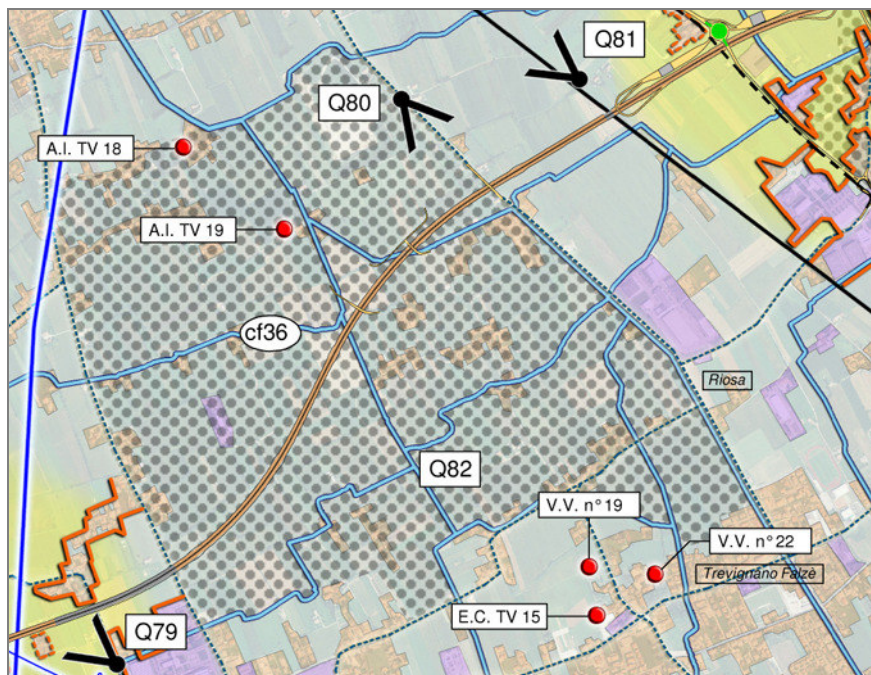 Q81
Q80
A.I. TV 18
A.I. TV 19
cf36
Riosa
Q82
V.V. n°19
V.V. n°22
Trevignano Falzè
E.C. TV 15
Q79